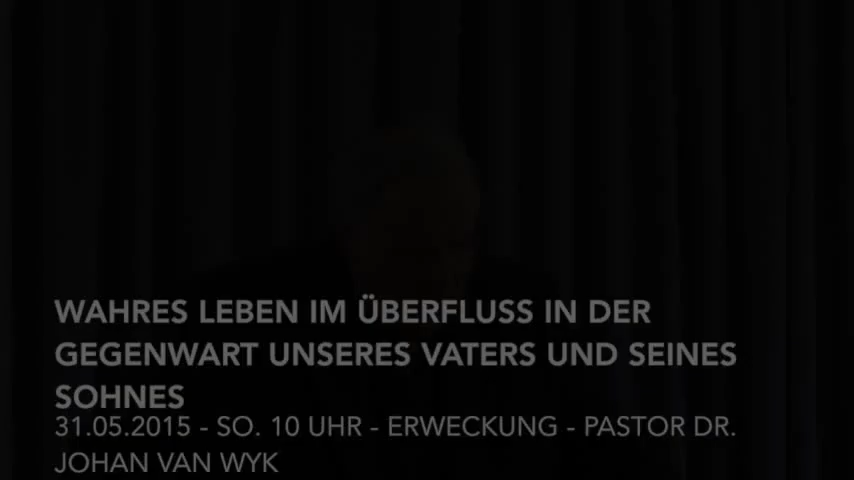 WAHRES LEBEN IM ÜBERFLUSS IN DER
GEGENWART UNSERES VATERS UND SEINES
SOHNES
31.05.2015 - SO. 10 UHR - ERWECKUNG - PASTOR DR.
JOHAN VAN WYK